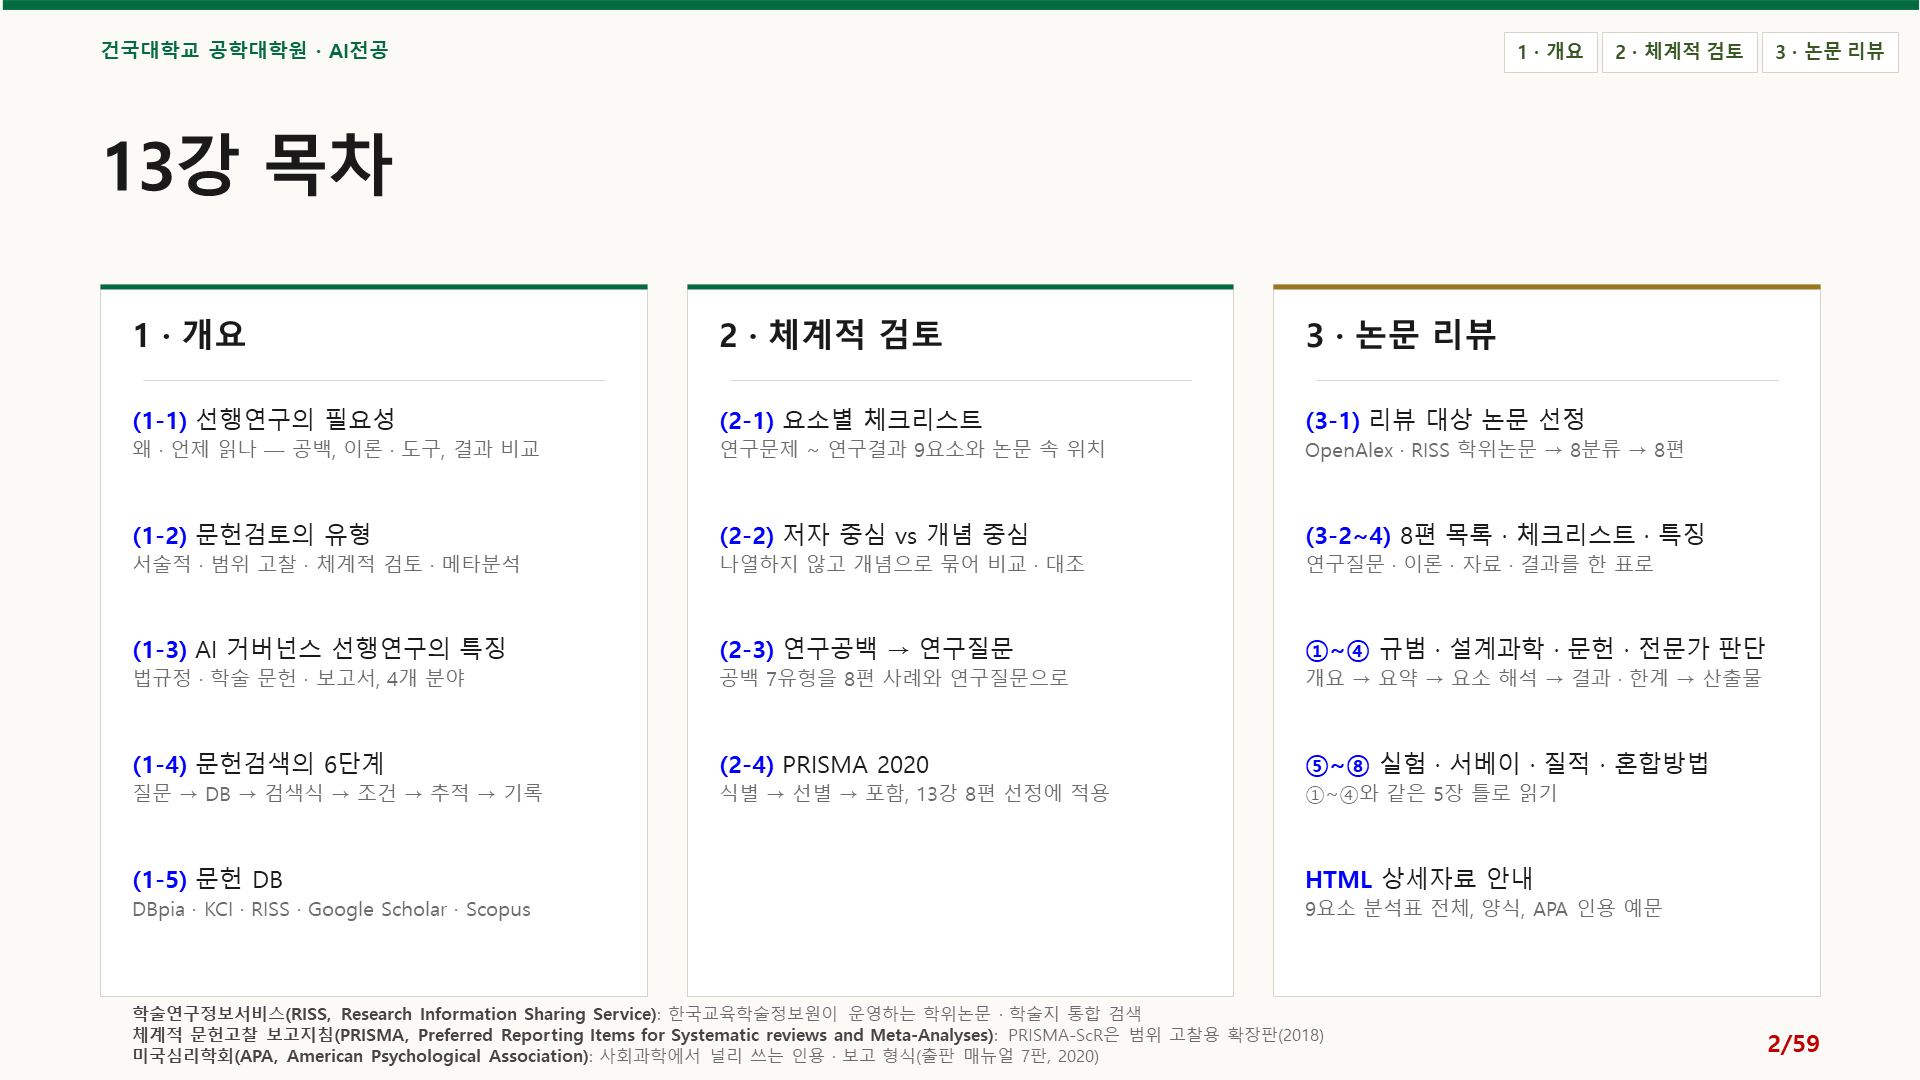 건국대학교 공학대학원 · AI전공
1 · 개요
2 · 체계적 검토
3 · 논문 리뷰
13강 목차
1 · 개요
(1-1) 선행연구의 필요성
왜 · 언제 읽나 — 공백, 이론 · 도구, 결과 비교
(1-2) 문헌검토의 유형
서술적 · 범위 고찰 · 체계적 검토 · 메타분석
(1-3) AI 거버넌스 선행연구의 특징
법규정 · 학술 문헌 · 보고서, 4개 분야
(1-4) 문헌검색의 6단계
질문 → DB → 검색식 → 조건 → 추적 → 기록
(1-5) 문헌 DB
DBpia · KCI · RISS · Google Scholar · Scopus
2 · 체계적 검토
(2-1) 요소별 체크리스트
연구문제 ~ 연구결과 9요소와 논문 속 위치
(2-2) 저자 중심 vs 개념 중심
나열하지 않고 개념으로 묶어 비교 · 대조
(2-3) 연구공백 → 연구질문
공백 7유형을 8편 사례와 연구질문으로
(2-4) PRISMA 2020
식별 → 선별 → 포함, 13강 8편 선정에 적용
3 · 논문 리뷰
(3-1) 리뷰 대상 논문 선정
OpenAlex · RISS 학위논문 → 8분류 → 8편
(3-2~4) 8편 목록 · 체크리스트 · 특징
연구질문 · 이론 · 자료 · 결과를 한 표로
①~④ 규범 · 설계과학 · 문헌 · 전문가 판단
개요 → 요약 → 요소 해석 → 결과 · 한계 → 산출물
⑤~⑧ 실험 · 서베이 · 질적 · 혼합방법
①~④와 같은 5장 틀로 읽기
HTML 상세자료 안내
9요소 분석표 전체, 양식, APA 인용 예문
학술연구정보서비스(RISS, Research Information Sharing Service): 한국교육학술정보원이 운영하는 학위논문 · 학술지 통합 검색
체계적 문헌고찰 보고지침(PRISMA, Preferred Reporting Items for Systematic reviews and Meta-Analyses): PRISMA-ScR은 범위 고찰용 확장판(2018)
미국심리학회(APA, American Psychological Association): 사회과학에서 널리 쓰는 인용 · 보고 형식(출판 매뉴얼 7판, 2020)
2/59